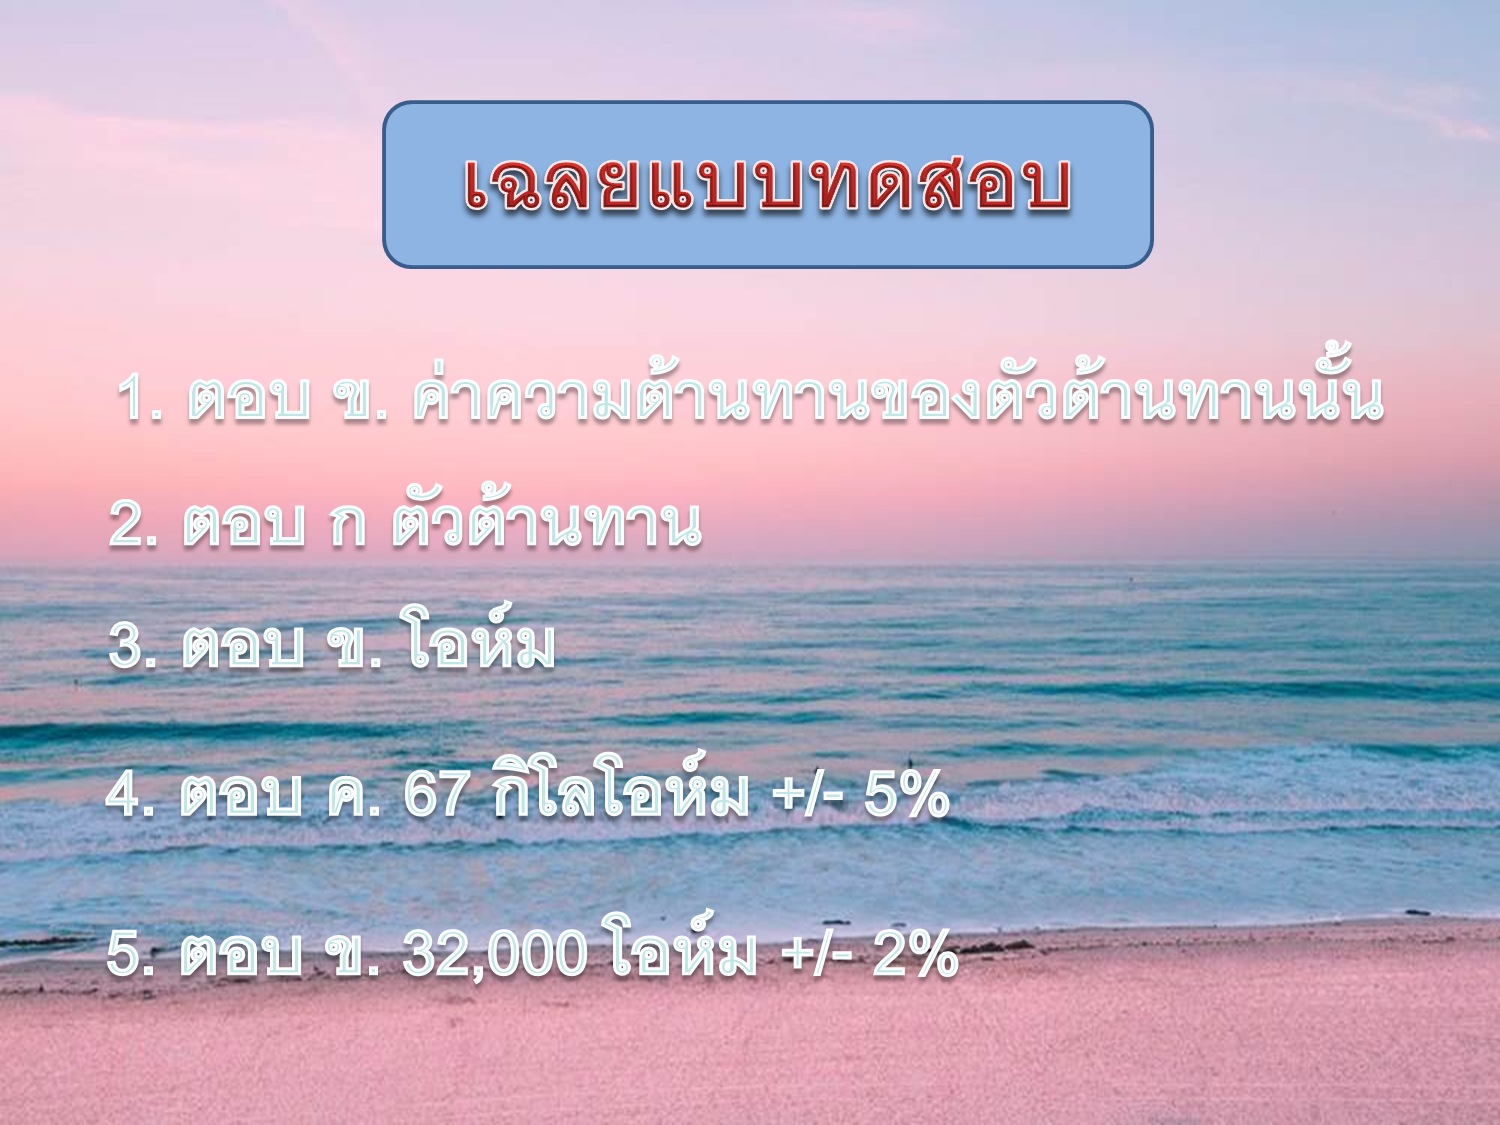 เฉลยแบบทดสอบ
1. ตอบ ข. ค่าความต้านทานของตัวต้านทานนั้น
2. ตอบ ก ตัวต้านทาน
3. ตอบ ข. โอห์ม
4. ตอบ ค. 67 กิโลโอห์ม +/- 5%
5. ตอบ ข. 32,000 โอห์ม +/- 2%